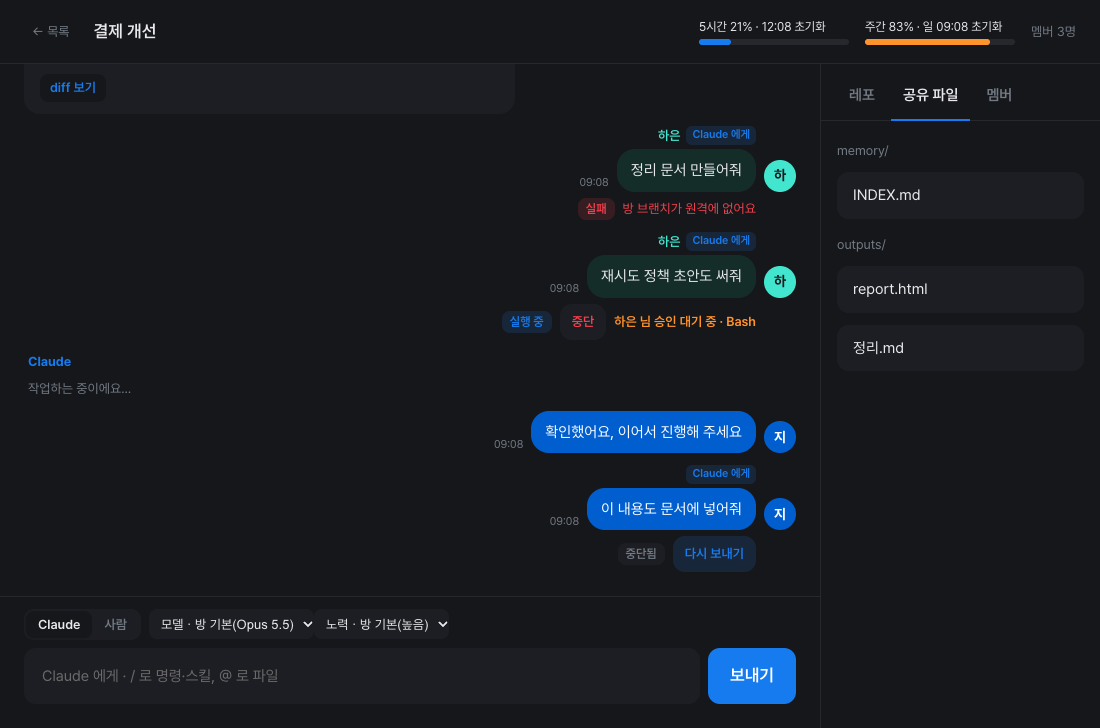 ← 목록
결제 개선
5시간 21% · 12:08 초기화
주간 83% · 일 09:08 초기화
멤버 3명
diff 보기
하은 Claude 에게
정리 문서 만들어줘
하
09:08
실패 방 브랜치가 원격에 없어요
하은 Claude 에게
재시도 정책 초안도 써줘
하
09:08
실행 중 중단 하은 님 승인 대기 중 · Bash
Claude
작업하는 중이에요…
확인했어요, 이어서 진행해 주세요
지
09:08
Claude 에게
이 내용도 문서에 넣어줘
지
09:08
중단됨 다시 보내기
Claude 사람 모델 · 방 기본(Opus 5.5) 노력 · 방 기본(높음)
Claude 에게 · / 로 명령·스킬, @ 로 파일
보내기
레포 공유 파일 멤버
memory/
INDEX.md
outputs/
report.html
정리.md